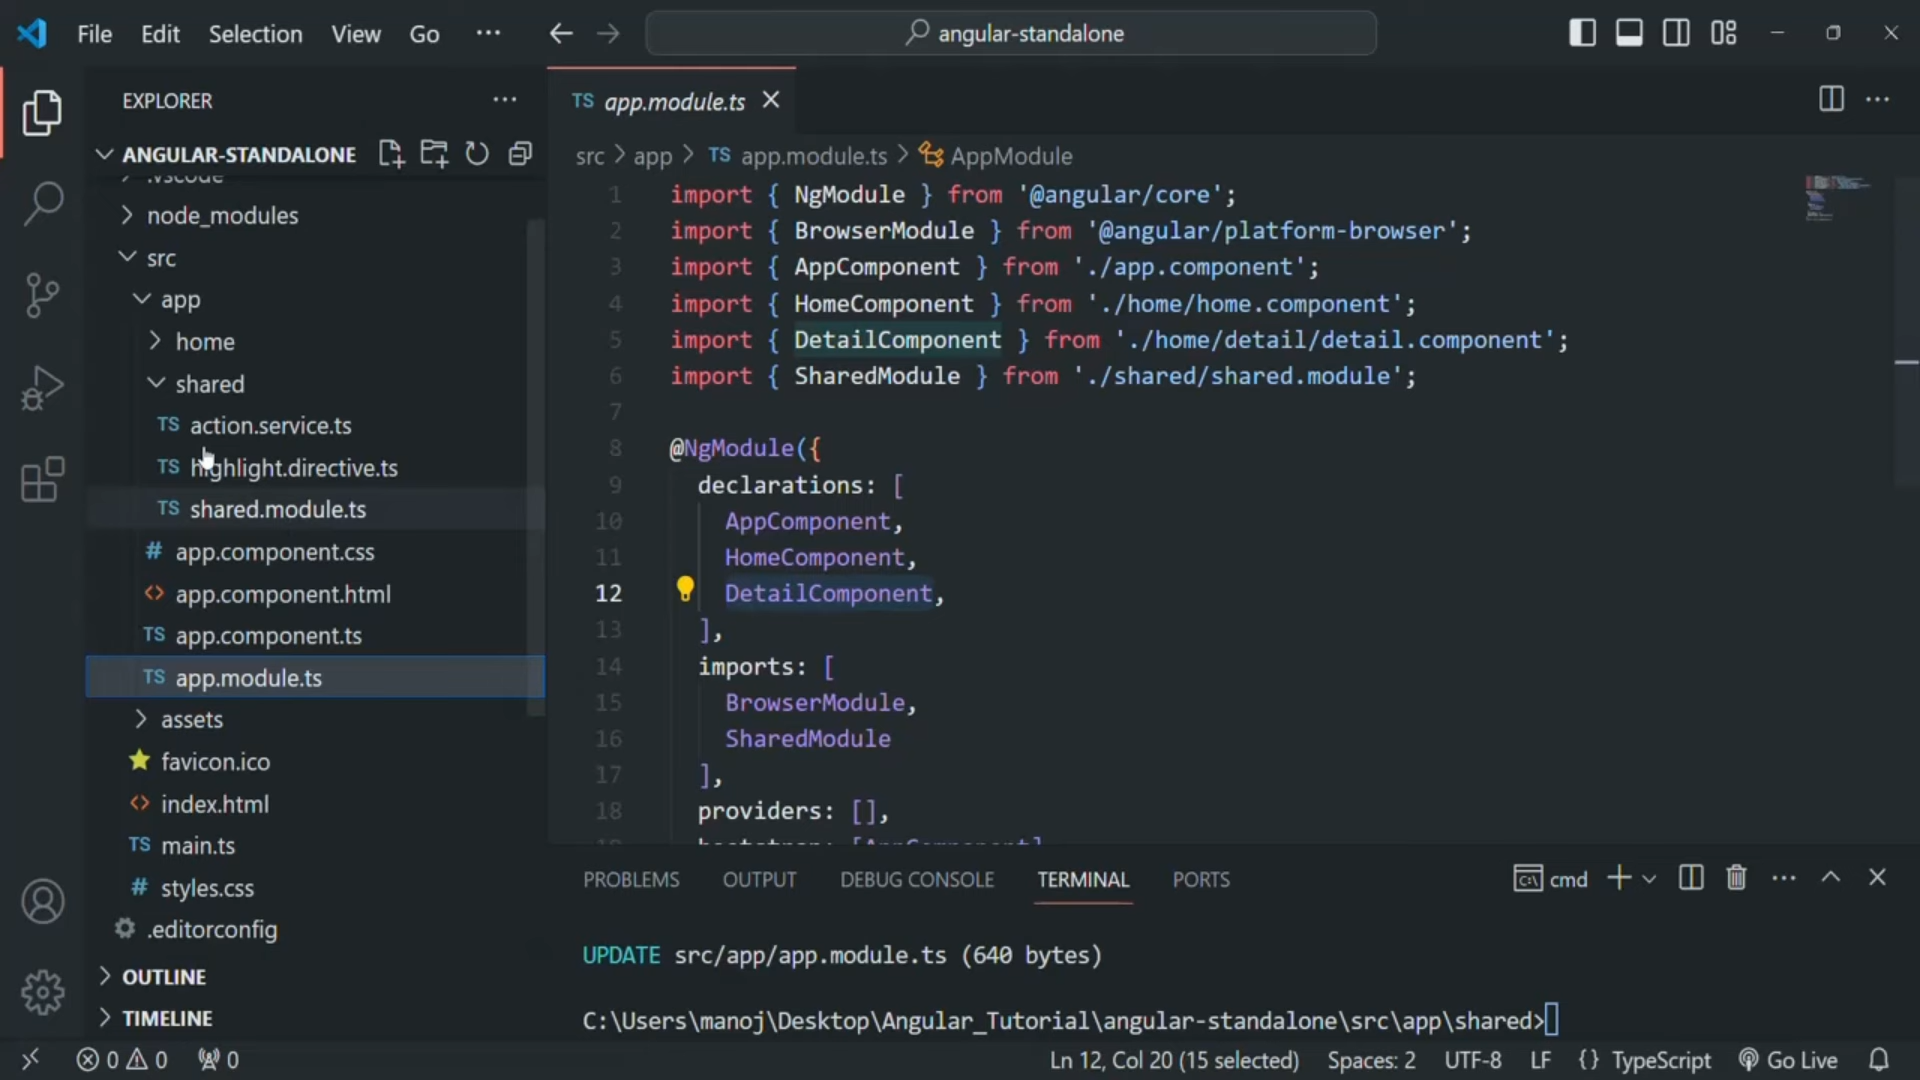 File Edit Selection View Go ··· angular-standalone
EXPLORER ···
ANGULAR-STANDALONE
.vscode
node_modules
src
app
home
shared
TS action.service.ts
TS highlight.directive.ts
TS shared.module.ts
# app.component.css
<> app.component.html
TS app.component.ts
TS app.module.ts
assets
favicon.ico
<> index.html
TS main.ts
# styles.css
.editorconfig
OUTLINE
TIMELINE
TS app.module.ts
src > app > TS app.module.ts > AppModule
1 import { NgModule } from '@angular/core';
2 import { BrowserModule } from '@angular/platform-browser';
3 import { AppComponent } from './app.component';
4 import { HomeComponent } from './home/home.component';
5 import { DetailComponent } from './home/detail/detail.component';
6 import { SharedModule } from './shared/shared.module';
7
8 @NgModule({
9 declarations: [
10 AppComponent,
11 HomeComponent,
12 DetailComponent,
13 ],
14 imports: [
15 BrowserModule,
16 SharedModule
17 ],
18 providers: [],
19 bootstrap: [AppComponent]
PROBLEMS OUTPUT DEBUG CONSOLE TERMINAL PORTS cmd
UPDATE src/app/app.module.ts (640 bytes)
C:\Users\manoj\Desktop\Angular_Tutorial\angular-standalone\src\app\shared>
0 0 0 Ln 12, Col 20 (15 selected) Spaces: 2 UTF-8 LF {} TypeScript Go Live